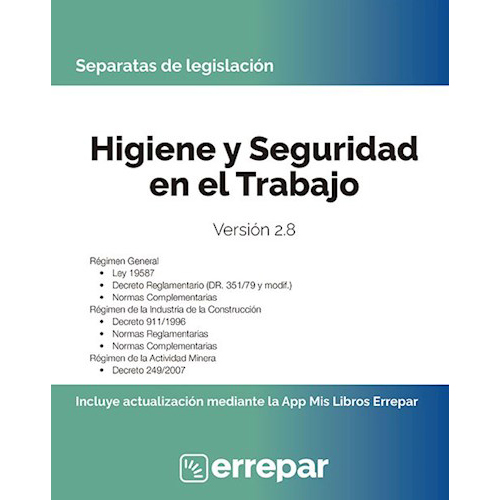 Separatas de legislación
Higiene y Seguridad
en el Trabajo
Versión 2.8
Régimen General
• Ley 19587
• Decreto Reglamentario (DR. 351/79 y modif.)
• Normas Complementarias
Régimen de la Industria de la Construcción
• Decreto 911/1996
• Normas Reglamentarias
• Normas Complementarias
Régimen de la Actividad Minera
• Decreto 249/2007
Incluye actualización mediante la App Mis Libros Errepar
errepar